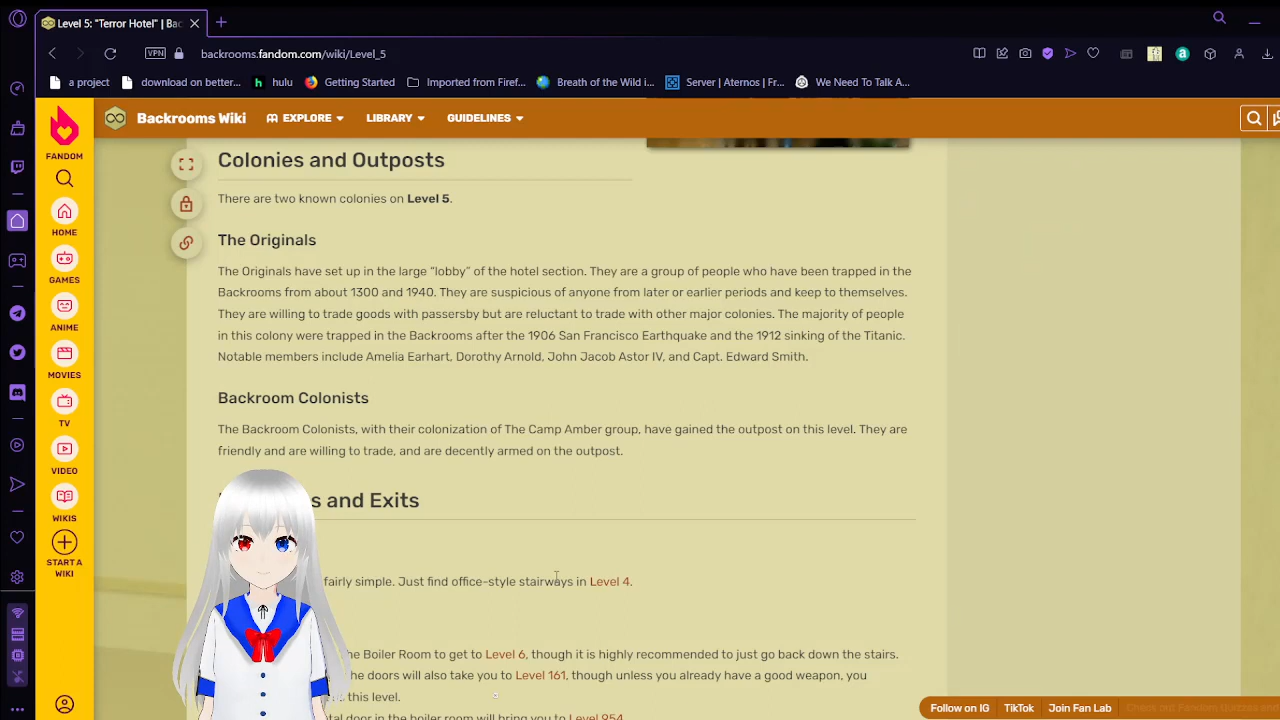 Level 5: "Terror Hotel" | Bac
VPN
backrooms.fandom.com/wiki/Level_5
a project
download on better...
hulu
Getting Started
Imported from Firef...
Breath of the Wild i...
Server | Aternos | Fr...
We Need To Talk A...
FANDOM
HOME
GAMES
ANIME
MOVIES
TV
VIDEO
WIKIS
START A
WIKI
Backrooms Wiki
EXPLORE
LIBRARY
GUIDELINES
Colonies and Outposts
There are two known colonies on Level 5.
The Originals
The Originals have set up in the large "lobby" of the hotel section. They are a group of people who have been trapped in the
Backrooms from about 1300 and 1940. They are suspicious of anyone from later or earlier periods and keep to themselves.
They are willing to trade goods with passersby but are reluctant to trade with other major colonies. The majority of people
in this colony were trapped in the Backrooms after the 1906 San Francisco Earthquake and the 1912 sinking of the Titanic.
Notable members include Amelia Earhart, Dorothy Arnold, John Jacob Astor IV, and Capt. Edward Smith.
Backroom Colonists
The Backroom Colonists, with their colonization of The Camp Amber group, have gained the outpost on this level. They are
friendly and are willing to trade, and are decently armed on the outpost.
s and Exits
fairly simple. Just find office-style stairways in Level 4.
he Boiler Room to get to Level 6, though it is highly recommended to just go back down the stairs.
the doors will also take you to Level 161, though unless you already have a good weapon, you
this level.
tal door in the boiler room will bring you to Level 954.
Follow on IG
TikTok
Join Fan Lab